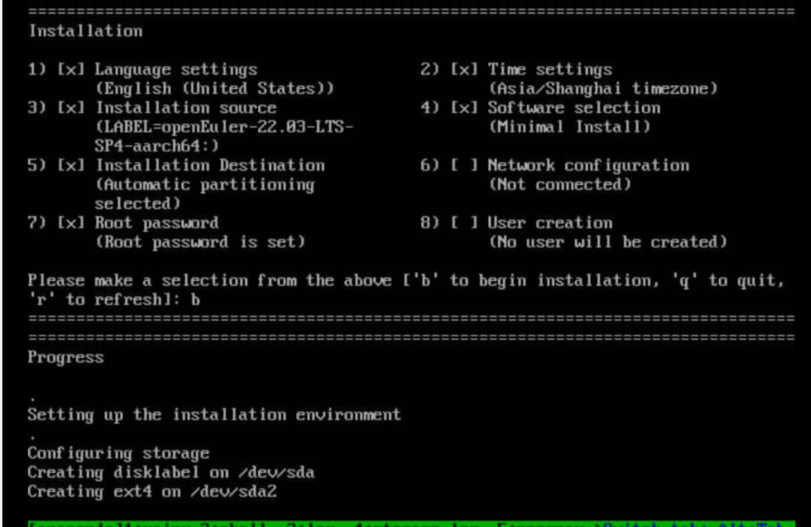 ================================================================================
Installation
1) [x] Language settings 2) [x] Time settings
(English (United States)) (Asia/Shanghai timezone)
3) [x] Installation source 4) [x] Software selection
(LABEL=openEuler-22.03-LTS- (Minimal Install)
SP4-aarch64:)
5) [x] Installation Destination 6) [ ] Network configuration
(Automatic partitioning (Not connected)
selected)
7) [x] Root password 8) [ ] User creation
(Root password is set) (No user will be created)
Please make a selection from the above ['b' to begin installation, 'q' to quit,
'r' to refresh]: b
================================================================================
================================================================================
Progress
.
Setting up the installation environment
.
Configuring storage
Creating disklabel on /dev/sda
Creating ext4 on /dev/sda2